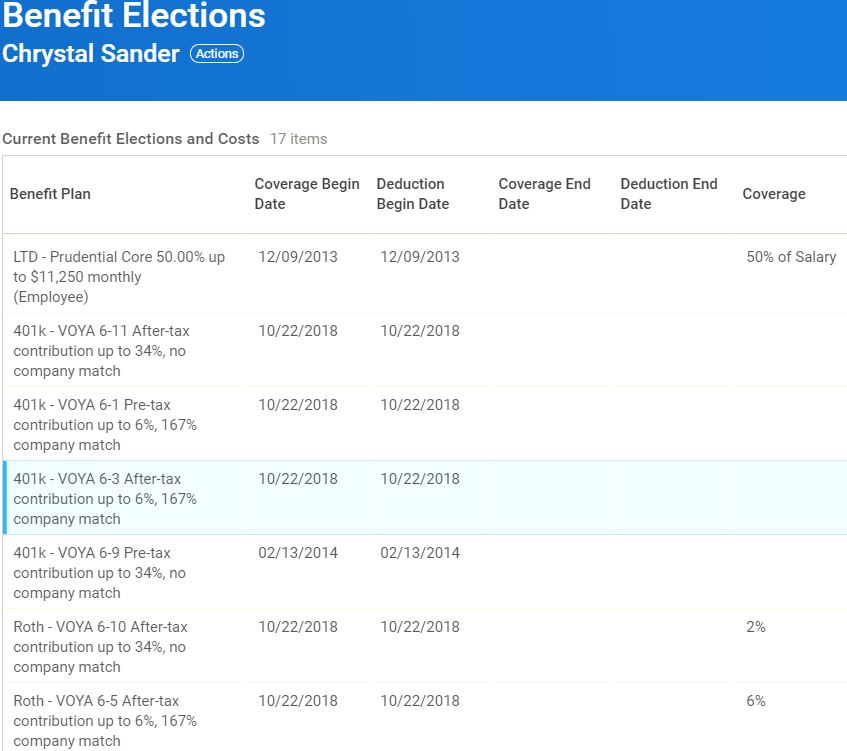 Benefit Elections
Chrystal Sander Actions
Current Benefit Elections and Costs 17 items
Benefit Plan
Coverage Begin
Date
Deduction
Begin Date
Coverage End
Date
Deduction End
Date
Coverage
LTD - Prudential Core 50.00% up
to $11,250 monthly
(Employee)
12/09/2013
12/09/2013
50% of Salary
401k - VOYA 6-11 After-tax
contribution up to 34%, no
company match
10/22/2018
10/22/2018
401k - VOYA 6-1 Pre-tax
contribution up to 6%, 167%
company match
10/22/2018
10/22/2018
401k - VOYA 6-3 After-tax
contribution up to 6%, 167%
company match
10/22/2018
10/22/2018
401k - VOYA 6-9 Pre-tax
contribution up to 34%, no
company match
02/13/2014
02/13/2014
Roth - VOYA 6-10 After-tax
contribution up to 34%, no
company match
10/22/2018
10/22/2018
2%
Roth - VOYA 6-5 After-tax
contribution up to 6%, 167%
company match
10/22/2018
10/22/2018
6%